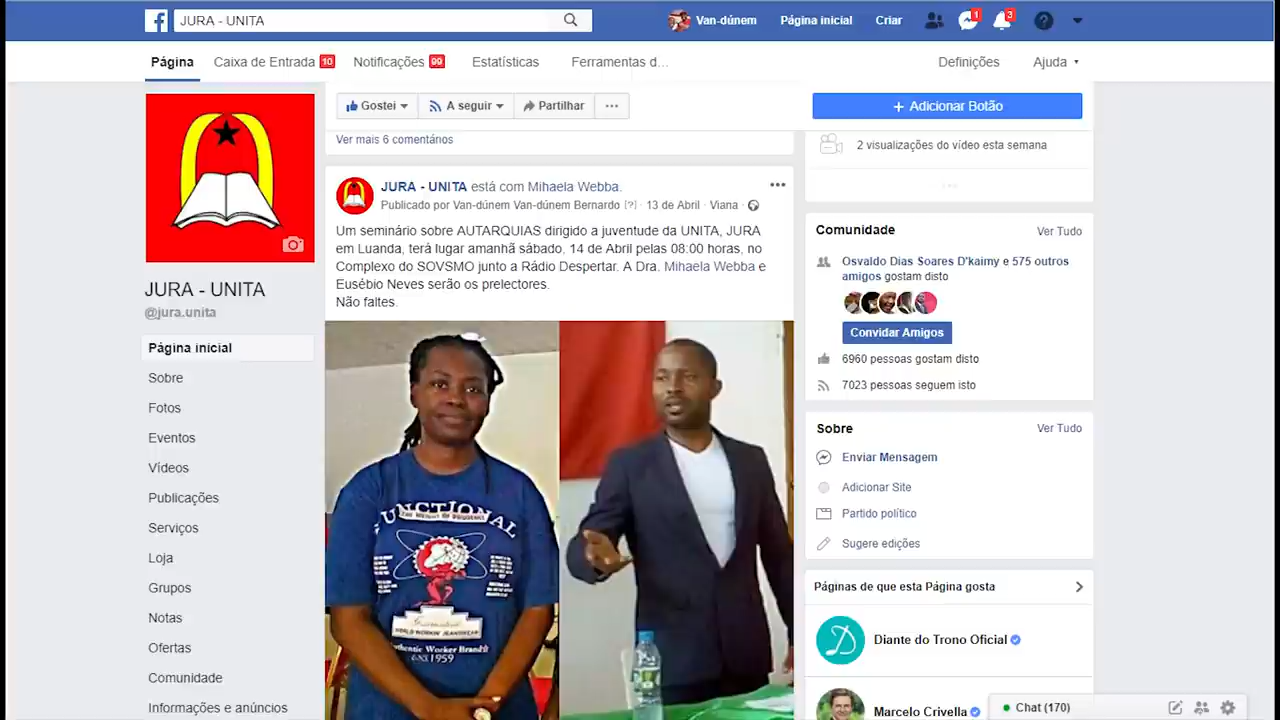 JURA - UNITA
Van-dúnem
Página inicial
Criar
1
3
Página
Caixa de Entrada 10
Notificações 99
Estatísticas
Ferramentas d...
Definições
Ajuda
Gostei
A seguir
Partilhar
+ Adicionar Botão
Ver mais 6 comentários
2 visualizações do vídeo esta semana
JURA - UNITA está com Mihaela Webba.
Publicado por Van-dúnem Van-dúnem Bernardo [?] · 13 de Abril · Viana ·
Um seminário sobre AUTARQUIAS dirigido a juventude da UNITA, JURA
em Luanda, terá lugar amanhã sábado, 14 de Abril pelas 08:00 horas, no
Complexo do SOVSMO junto a Rádio Despertar. A Dra. Mihaela Webba e
Eusébio Neves serão os prelectores.
Não faltes.
FUNCTIONAL
WORLD WORKIN' JEANSWEAR
Authentic Worker Brand
1959
JURA - UNITA
@jura.unita
Página inicial
Sobre
Fotos
Eventos
Vídeos
Publicações
Serviços
Loja
Grupos
Notas
Ofertas
Comunidade
Informações e anúncios
Comunidade
Ver Tudo
Osvaldo Dias Soares D'kaimy e 575 outros
amigos gostam disto
Convidar Amigos
6960 pessoas gostam disto
7023 pessoas seguem isto
Sobre
Ver Tudo
Enviar Mensagem
Adicionar Site
Partido político
Sugere edições
Páginas de que esta Página gosta
Diante do Trono Oficial
Marcelo Crivella
Chat (170)